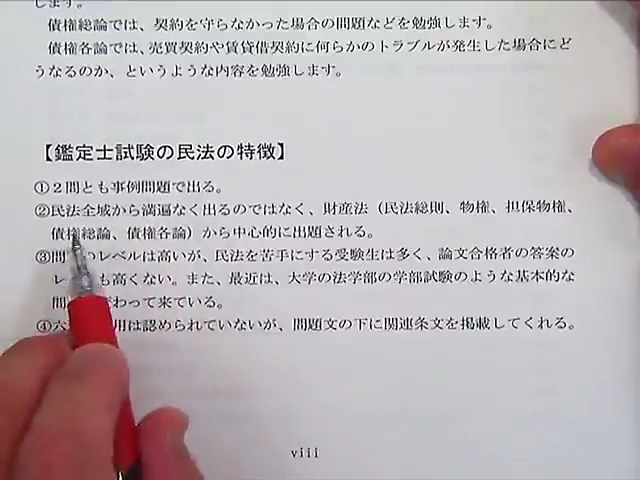 します。
債権総論では、契約を守らなかった場合の問題などを勉強します。
債権各論では、売買契約や賃貸借契約に何らかのトラブルが発生した場合にど
うなるのか、というような内容を勉強します。
【鑑定士試験の民法の特徴】
①２問とも事例問題で出る。
②民法全域から満遍なく出るのではなく、財産法（民法総則、物権、担保物権、
債権総論、債権各論）から中心的に出題される。
③問 のレベルは高いが、民法を苦手にする受験生は多く、論文合格者の答案の
レ も高くない。また、最近は、大学の法学部の学部試験のような基本的な
問 変わって来ている。
④六 用は認められていないが、問題文の下に関連条文を掲載してくれる。
viii